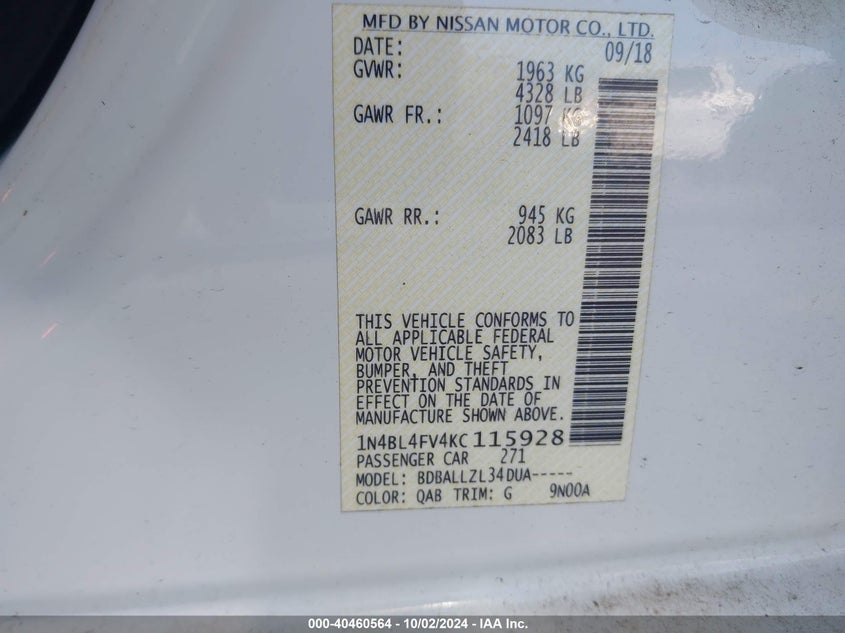 MFD BY NISSAN MOTOR CO., LTD.
DATE: 09/18
GVWR: 1963 KG
4328 LB
GAWR FR.: 1097 KG
2418 LB
GAWR RR.: 945 KG
2083 LB
THIS VEHICLE CONFORMS TO
ALL APPLICABLE FEDERAL
MOTOR VEHICLE SAFETY,
BUMPER, AND THEFT
PREVENTION STANDARDS IN
EFFECT ON THE DATE OF
MANUFACTURE SHOWN ABOVE.
1N4BL4FV4KC115928
PASSENGER CAR 271
MODEL: BDBALLZL34DUA-----
COLOR: QAB TRIM: G 9N00A
000-40460564 - 10/02/2024 - IAA Inc.